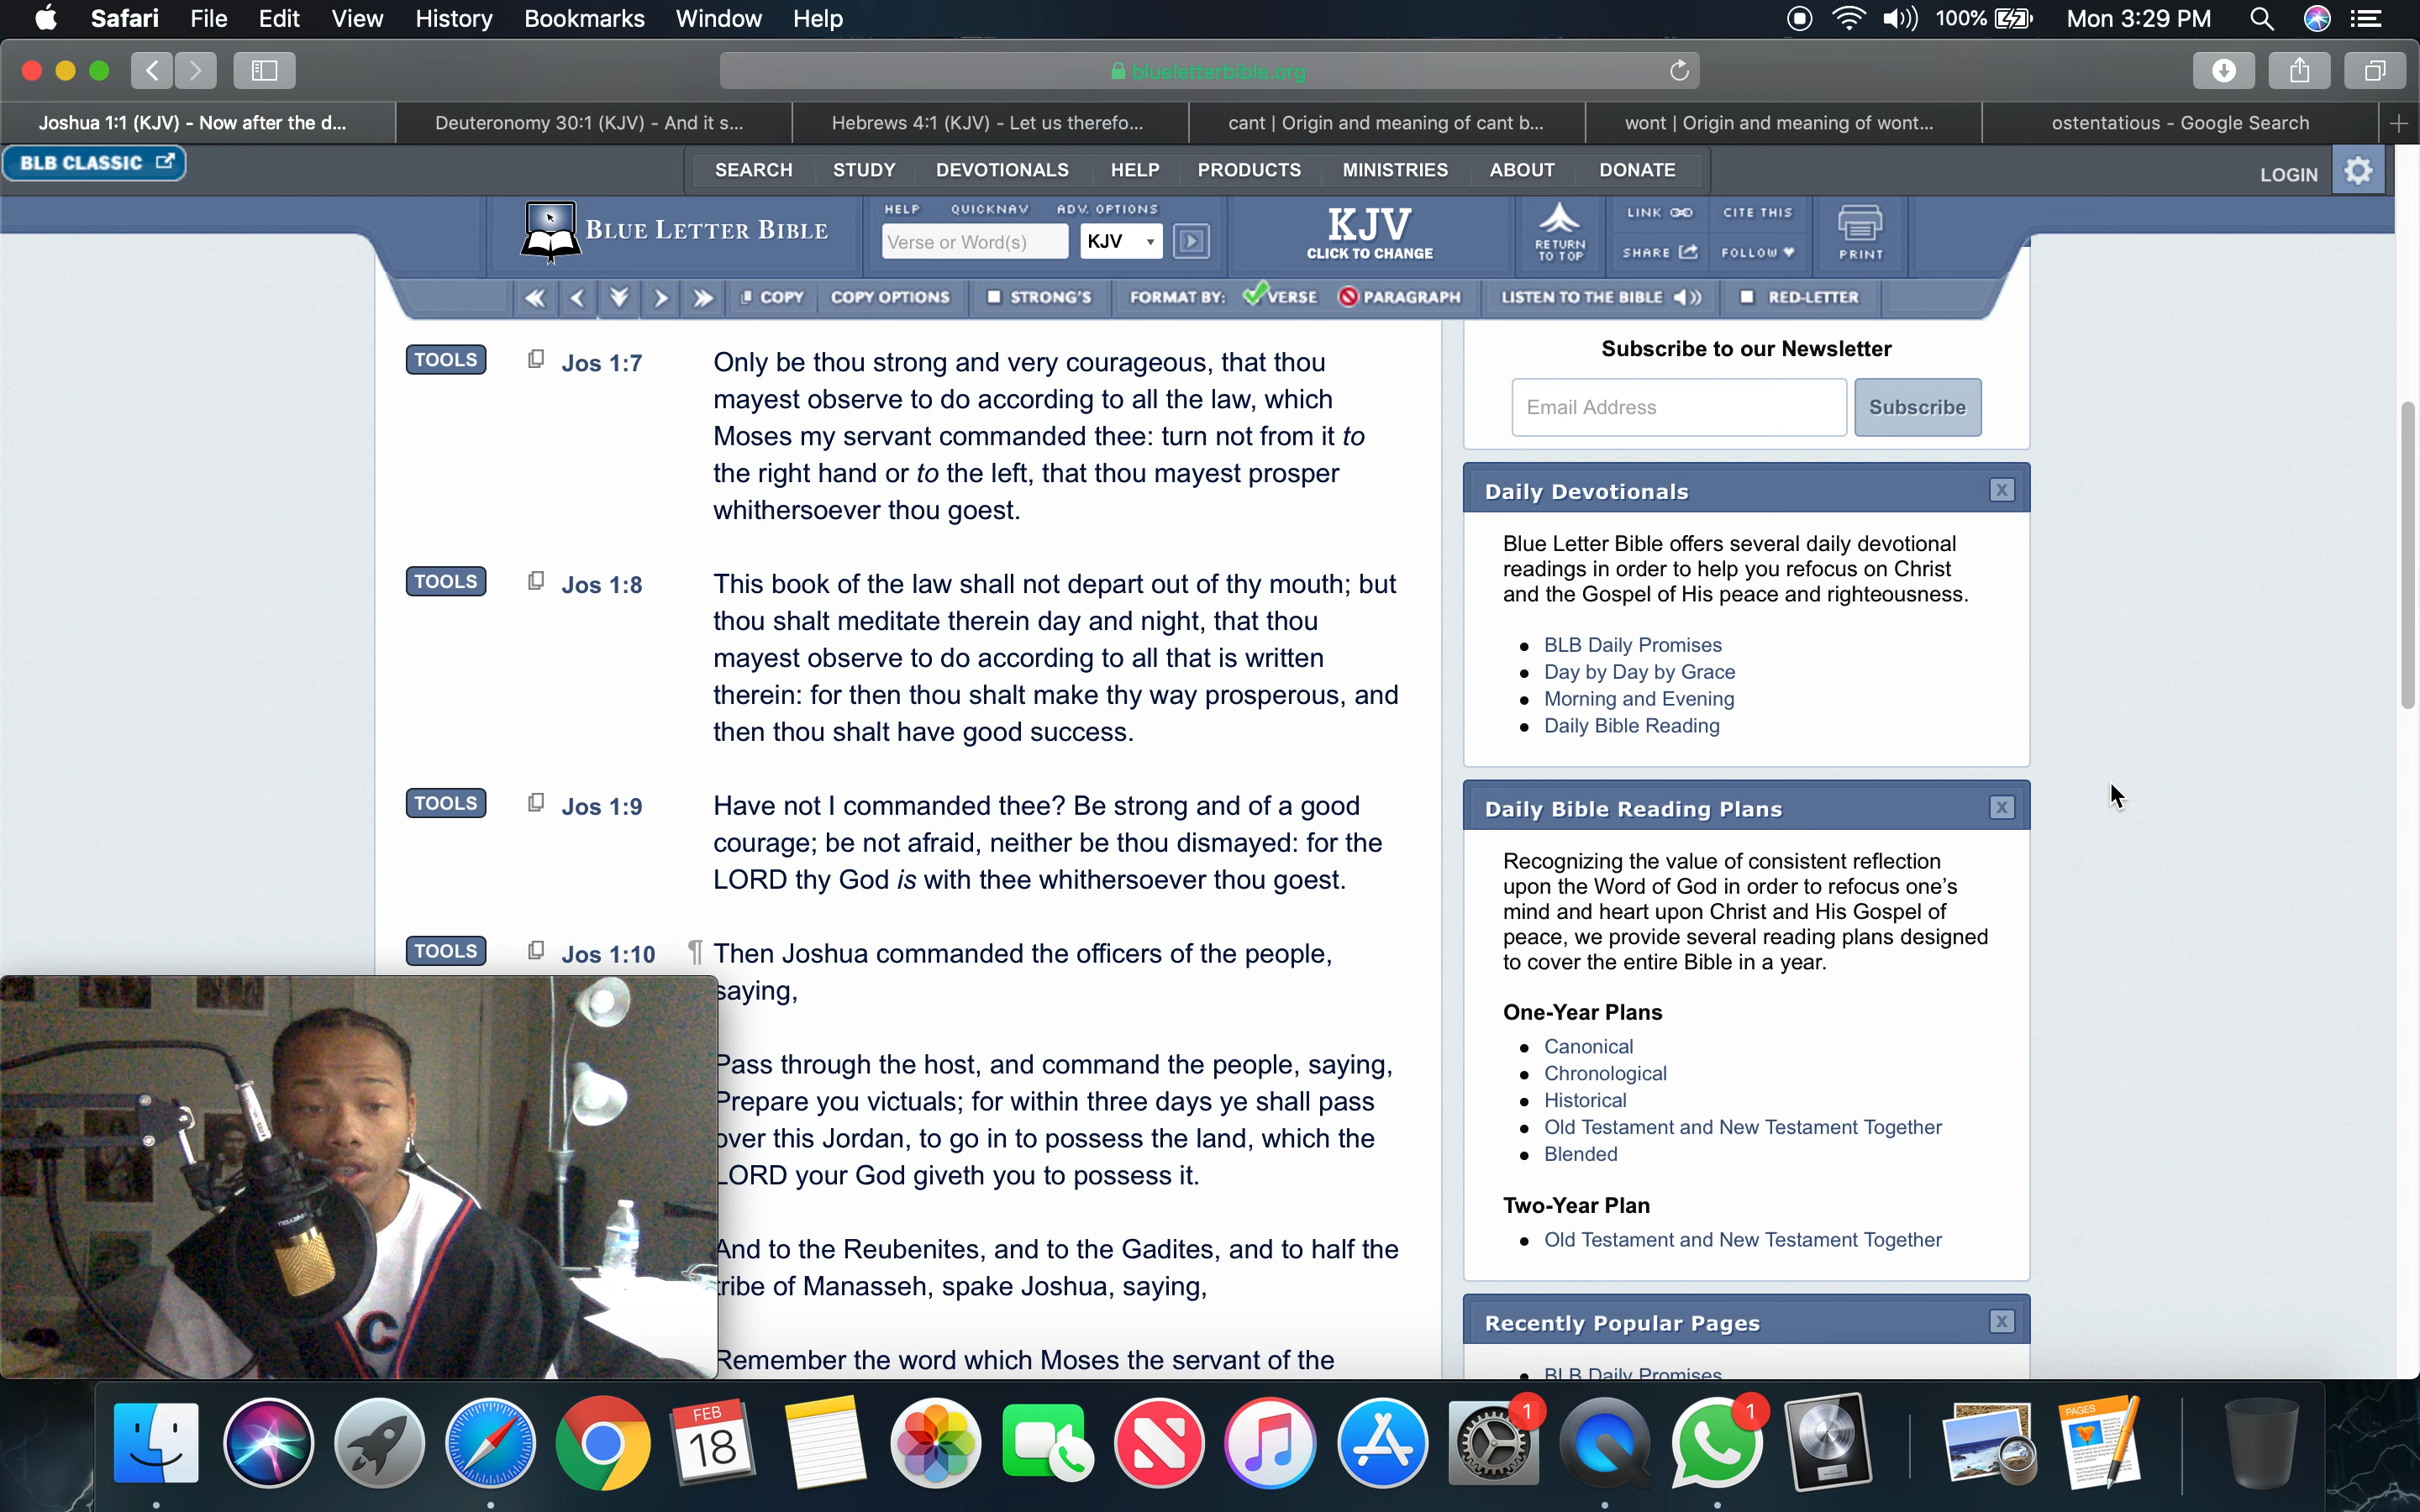 Safari File Edit View History Bookmarks Window Help 100% Mon 3:29 PM
blueletterbible.org
Joshua 1:1 (KJV) - Now after the d... Deuteronomy 30:1 (KJV) - And it s... Hebrews 4:1 (KJV) - Let us therefo... cant | Origin and meaning of cant b... wont | Origin and meaning of wont... ostentatious - Google Search
BLB CLASSIC SEARCH STUDY DEVOTIONALS HELP PRODUCTS MINISTRIES ABOUT DONATE LOGIN
HELP QUICKNAV ADV. OPTIONS
BLUE LETTER BIBLE
Verse or Word(s) KJV
KJV
CLICK TO CHANGE
RETURN
TO TOP
LINK CITE THIS
SHARE FOLLOW
PRINT
COPY COPY OPTIONS STRONG'S FORMAT BY: VERSE PARAGRAPH LISTEN TO THE BIBLE RED-LETTER
TOOLS Jos 1:7 Only be thou strong and very courageous, that thou
mayest observe to do according to all the law, which
Moses my servant commanded thee: turn not from it to
the right hand or to the left, that thou mayest prosper
whithersoever thou goest.
TOOLS Jos 1:8 This book of the law shall not depart out of thy mouth; but
thou shalt meditate therein day and night, that thou
mayest observe to do according to all that is written
therein: for then thou shalt make thy way prosperous, and
then thou shalt have good success.
TOOLS Jos 1:9 Have not I commanded thee? Be strong and of a good
courage; be not afraid, neither be thou dismayed: for the
LORD thy God is with thee whithersoever thou goest.
TOOLS Jos 1:10 ¶ Then Joshua commanded the officers of the people,
saying,
Pass through the host, and command the people, saying,
Prepare you victuals; for within three days ye shall pass
over this Jordan, to go in to possess the land, which the
LORD your God giveth you to possess it.
And to the Reubenites, and to the Gadites, and to half the
tribe of Manasseh, spake Joshua, saying,
Remember the word which Moses the servant of the
Subscribe to our Newsletter
Email Address Subscribe
Daily Devotionals X
Blue Letter Bible offers several daily devotional
readings in order to help you refocus on Christ
and the Gospel of His peace and righteousness.
BLB Daily Promises
Day by Day by Grace
Morning and Evening
Daily Bible Reading
Daily Bible Reading Plans X
Recognizing the value of consistent reflection
upon the Word of God in order to refocus one's
mind and heart upon Christ and His Gospel of
peace, we provide several reading plans designed
to cover the entire Bible in a year.
One-Year Plans
Canonical
Chronological
Historical
Old Testament and New Testament Together
Blended
Two-Year Plan
Old Testament and New Testament Together
Recently Popular Pages X
BLB Daily Promises
C
FEB
18
1
1
PAGES